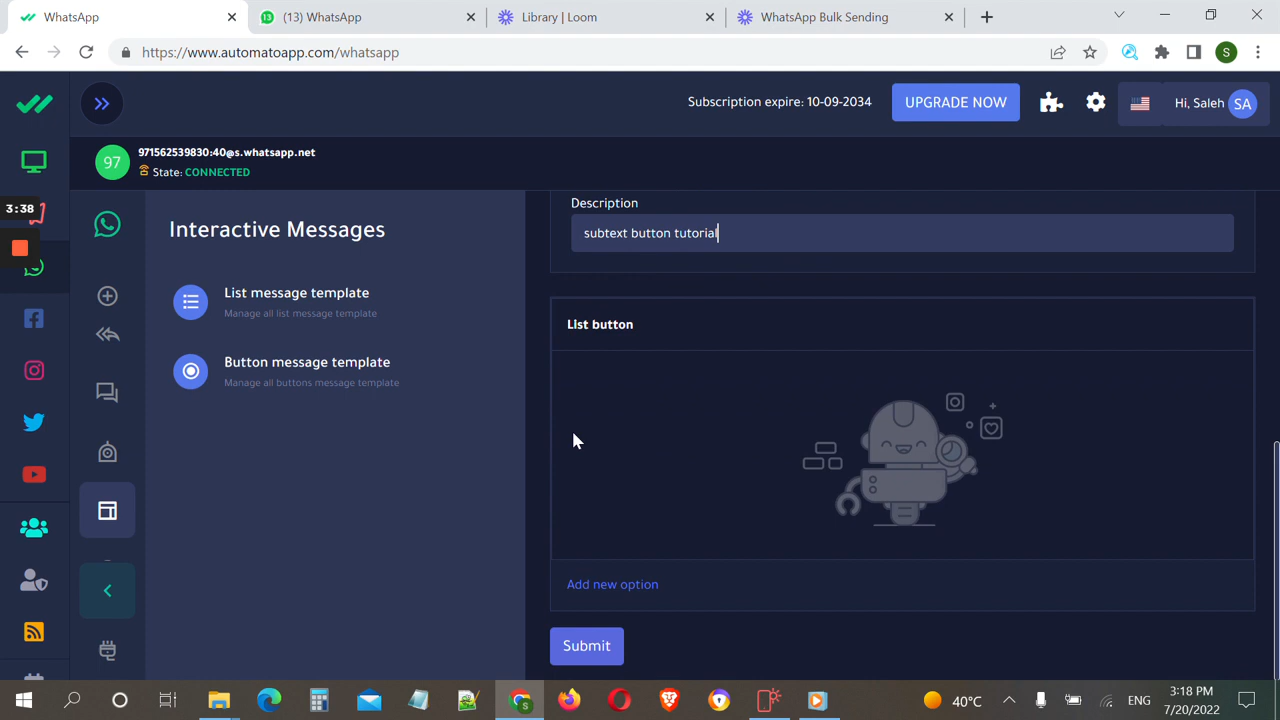 WhatsApp
13
(13) WhatsApp
Library | Loom
WhatsApp Bulk Sending
https://www.automatoapp.com/whatsapp
S
Subscription expire: 10-09-2034
UPGRADE NOW
Hi, Saleh
SA
97
971562539830:40@s.whatsapp.net
State: CONNECTED
3:38
Interactive Messages
List message template
Manage all list message template
Button message template
Manage all buttons message template
Description
subtext button tutorial
List button
Add new option
Submit
40°C
ENG
3:18 PM
7/20/2022